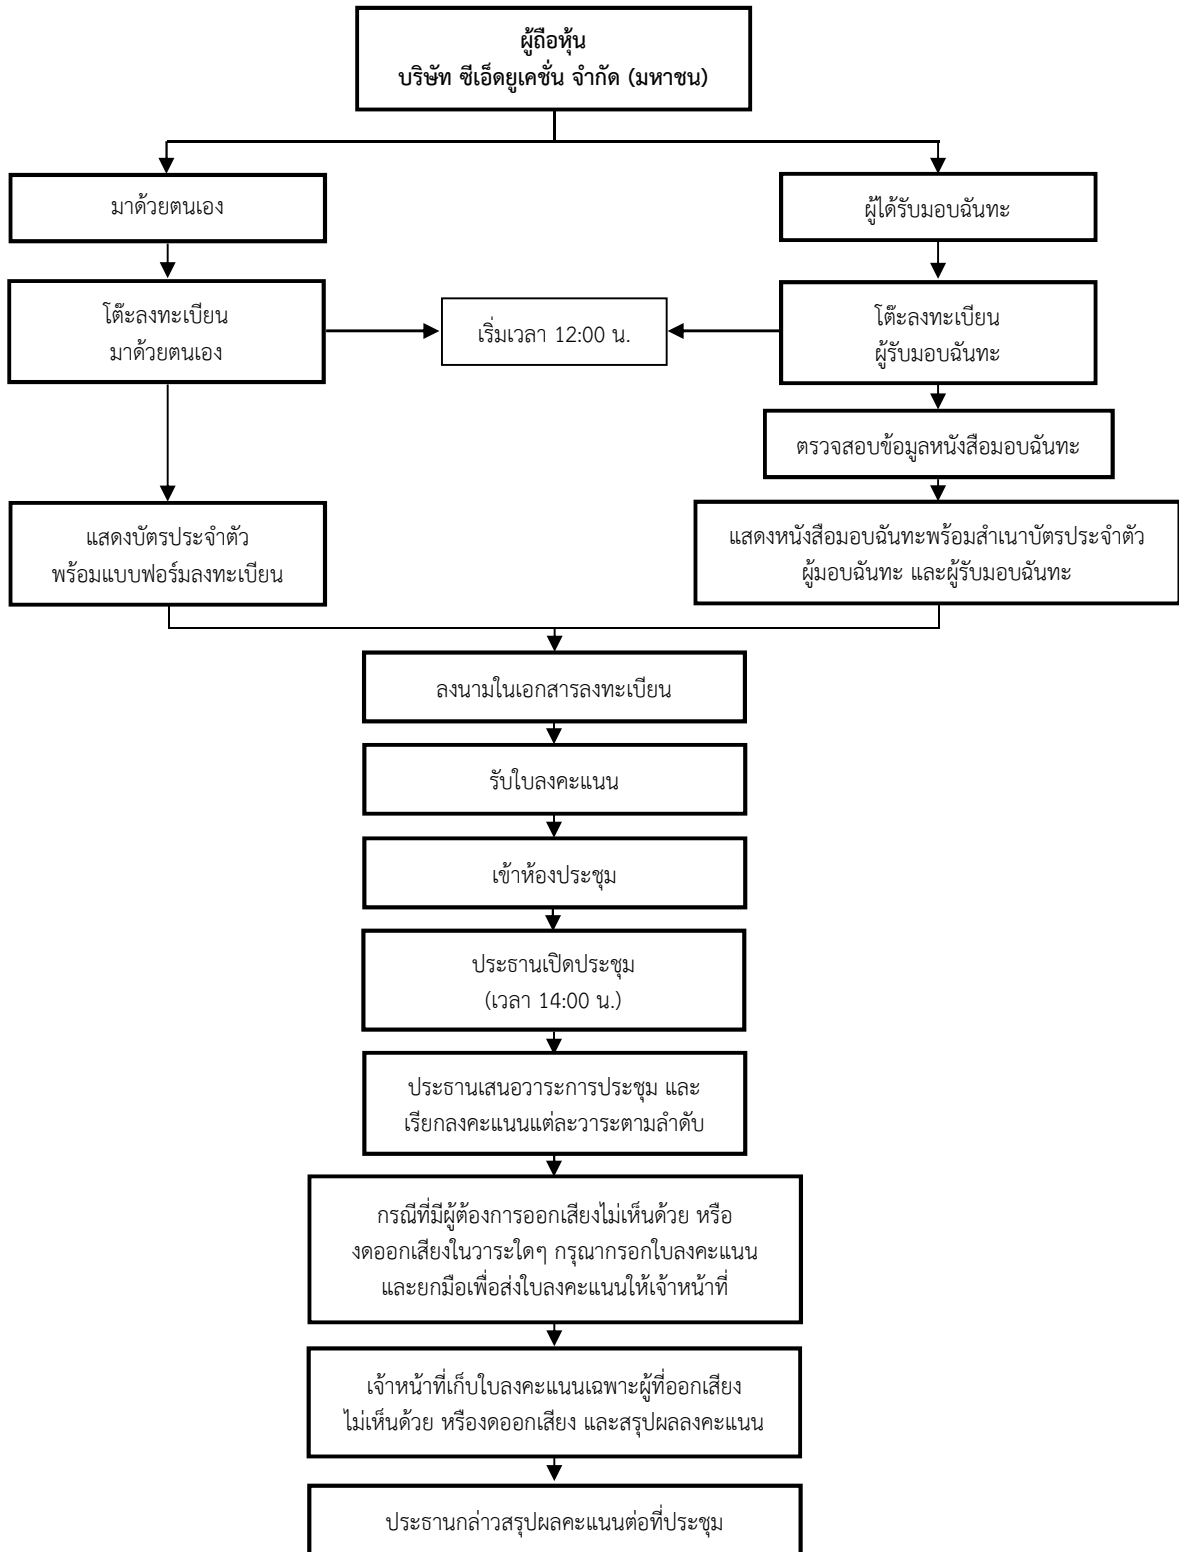 ผู้ถือหุ้น
บริษัท ซีเอ็ดยูเคชั่น จำกัด (มหาชน)
มาด้วยตนเอง
ผู้ได้รับมอบฉันทะ
โต๊ะลงทะเบียน
มาด้วยตนเอง
เริ่มเวลา 12:00 น.
โต๊ะลงทะเบียน
ผู้รับมอบฉันทะ
ตรวจสอบข้อมูลหนังสือมอบฉันทะ
แสดงบัตรประจำตัว
พร้อมแบบฟอร์มลงทะเบียน
แสดงหนังสือมอบฉันทะพร้อมสำเนาบัตรประจำตัว
ผู้มอบฉันทะ และผู้รับมอบฉันทะ
ลงนามในเอกสารลงทะเบียน
รับใบลงคะแนน
เข้าห้องประชุม
ประธานเปิดประชุม
(เวลา 14:00 น.)
ประธานเสนอวาระการประชุม และ
เรียกลงคะแนนแต่ละวาระตามลำดับ
กรณีที่มีผู้ต้องการออกเสียงไม่เห็นด้วย หรือ
งดออกเสียงในวาระใดๆ กรุณากรอกใบลงคะแนน
และยกมือเพื่อส่งใบลงคะแนนให้เจ้าหน้าที่
เจ้าหน้าที่เก็บใบลงคะแนนเฉพาะผู้ที่ออกเสียง
ไม่เห็นด้วย หรืองดออกเสียง และสรุปผลลงคะแนน
ประธานกล่าวสรุปผลคะแนนต่อที่ประชุม